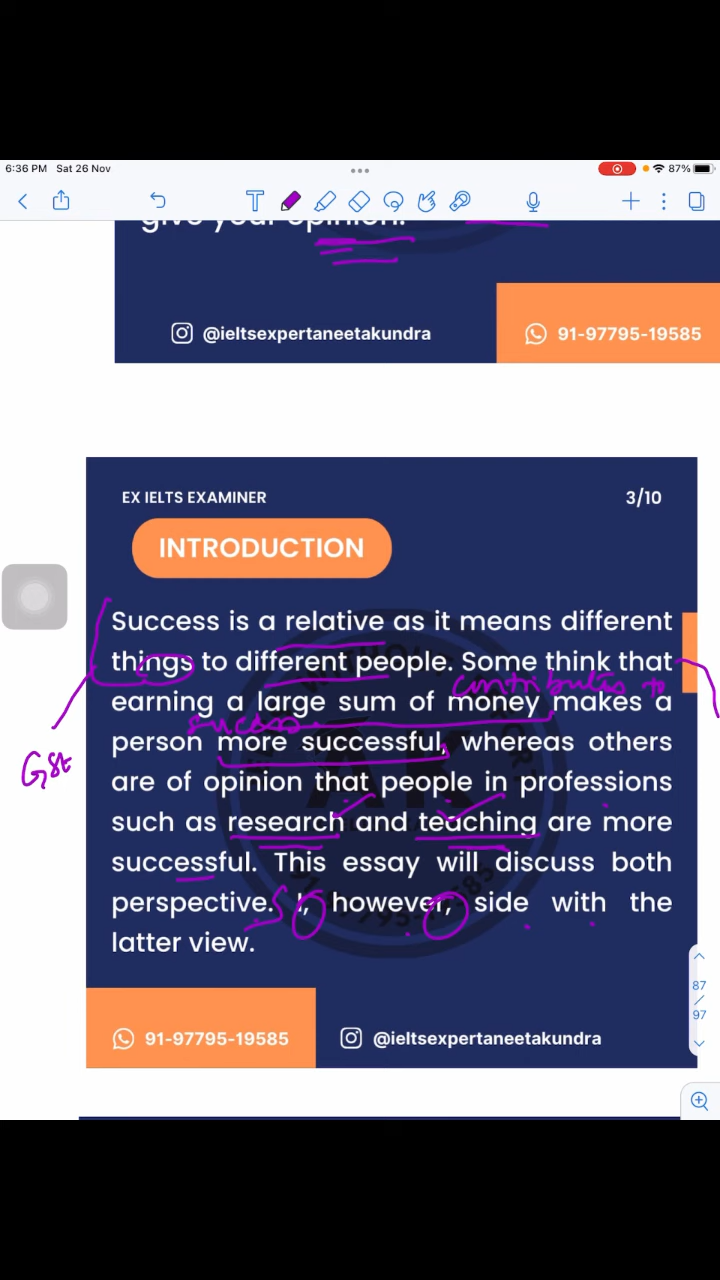 6:36 PM Sat 26 Nov
87%
give your opinion.
@ieltsexpertaneetakundra
91-97795-19585
EX IELTS EXAMINER
3/10
INTRODUCTION
Success is a relative as it means different
things to different people. Some think that
contributes to
earning a large sum of money makes a
success
person more successful, whereas others
GSt
are of opinion that people in professions
such as research and teaching are more
successful. This essay will discuss both
perspective.S I, however, side with the
latter view.
87
/
97
91-97795-19585
@ieltsexpertaneetakundra